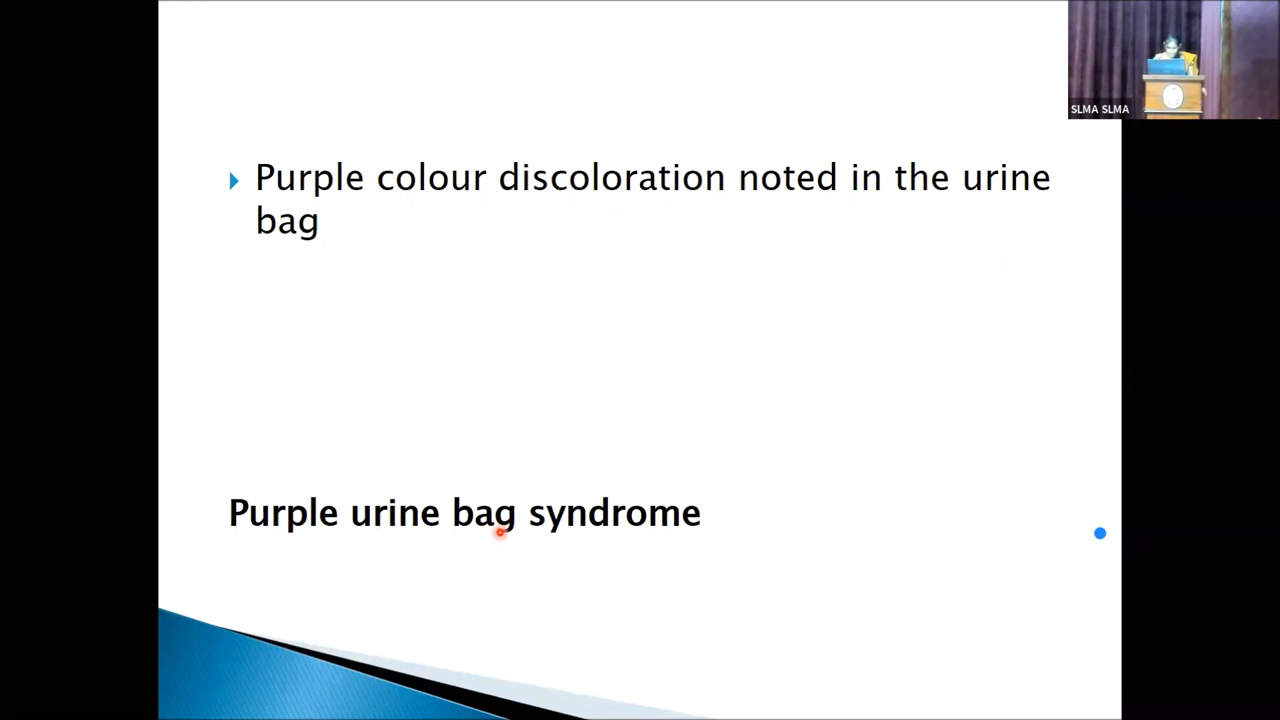 SLMA SLMA
Purple colour discoloration noted in the urine
bag
Purple urine bag syndrome